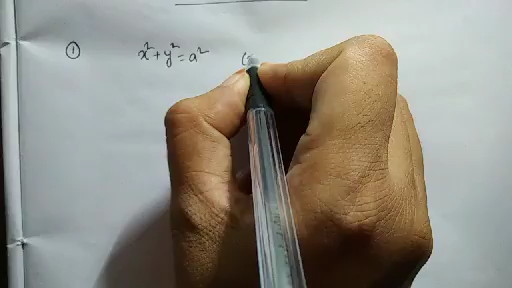 ① x² + y² = a² (